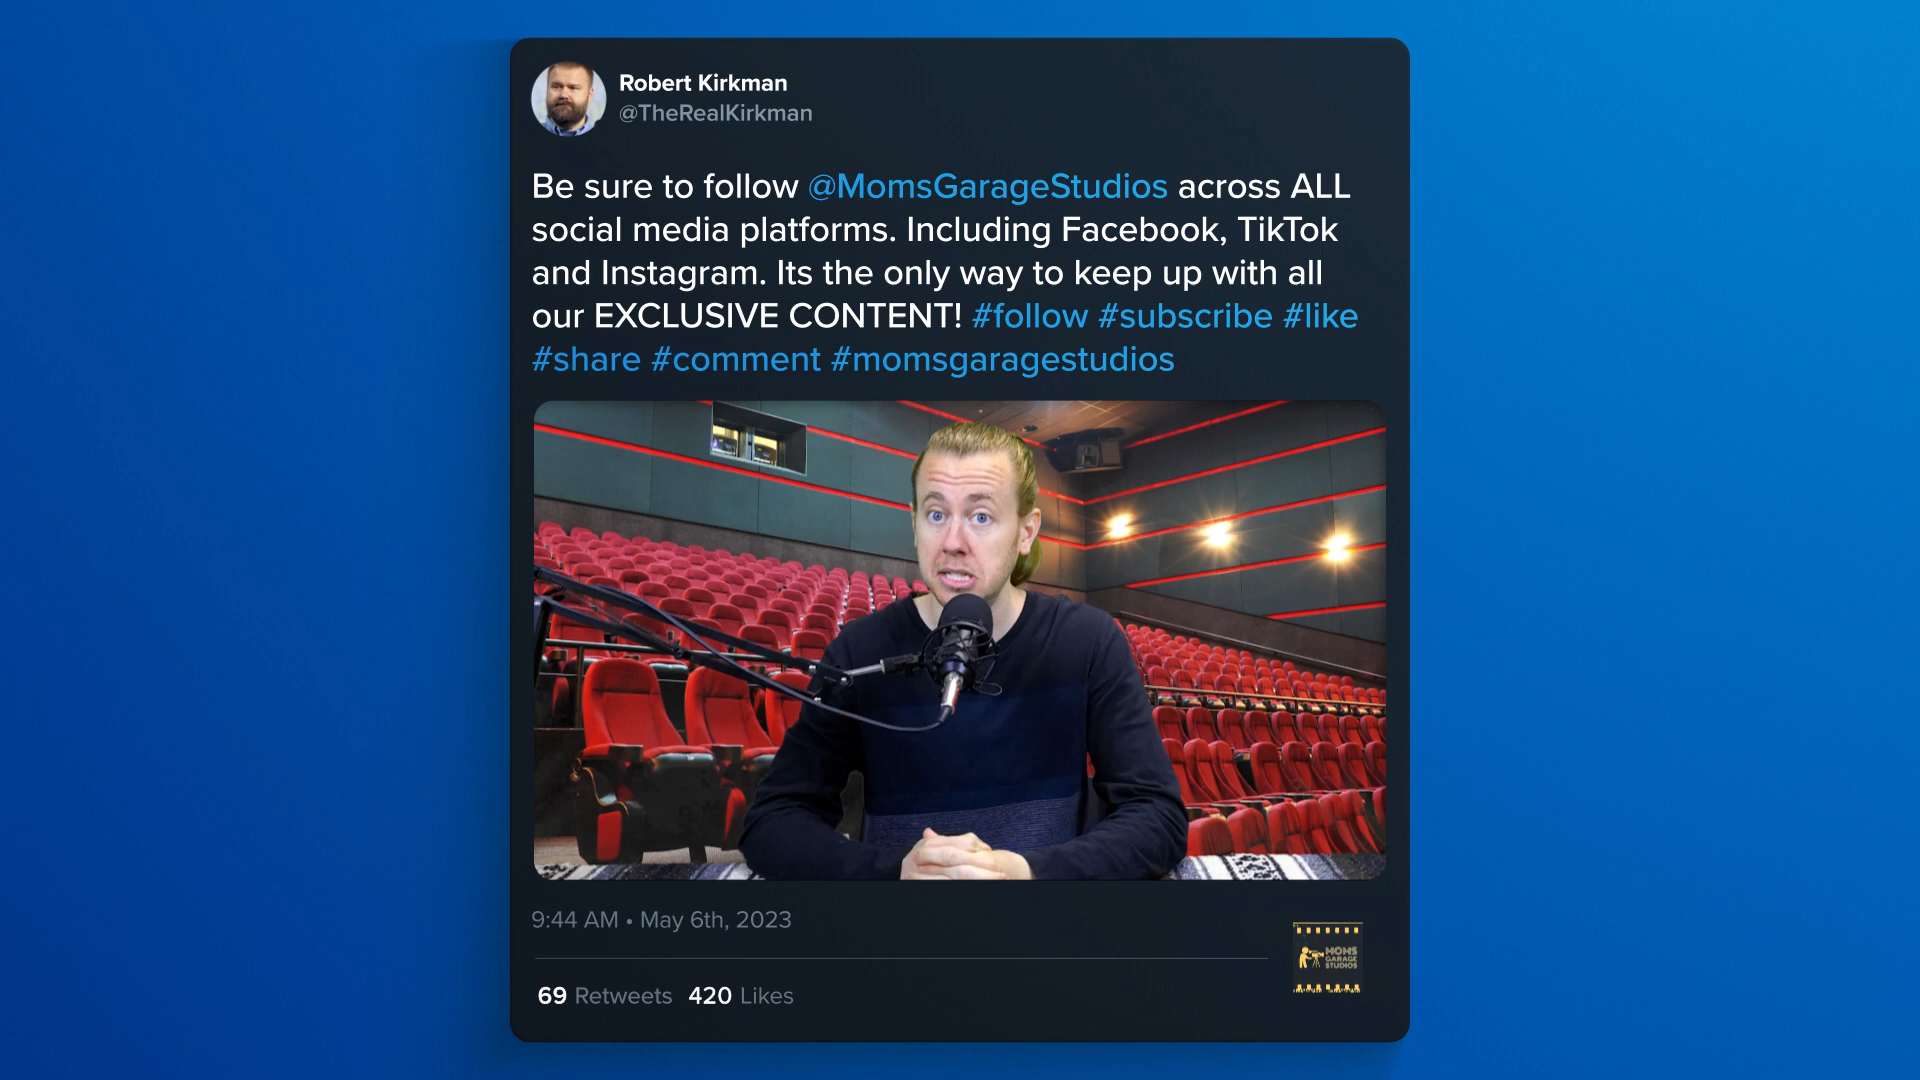 Robert Kirkman
@TheRealKirkman
Be sure to follow @MomsGarageStudios across ALL
social media platforms. Including Facebook, TikTok
and Instagram. Its the only way to keep up with all
our EXCLUSIVE CONTENT! #follow #subscribe #like
#share #comment #momsgaragestudios
9:44 AM • May 6th, 2023
MOMS
GARAGE
STUDIOS
69 Retweets 420 Likes